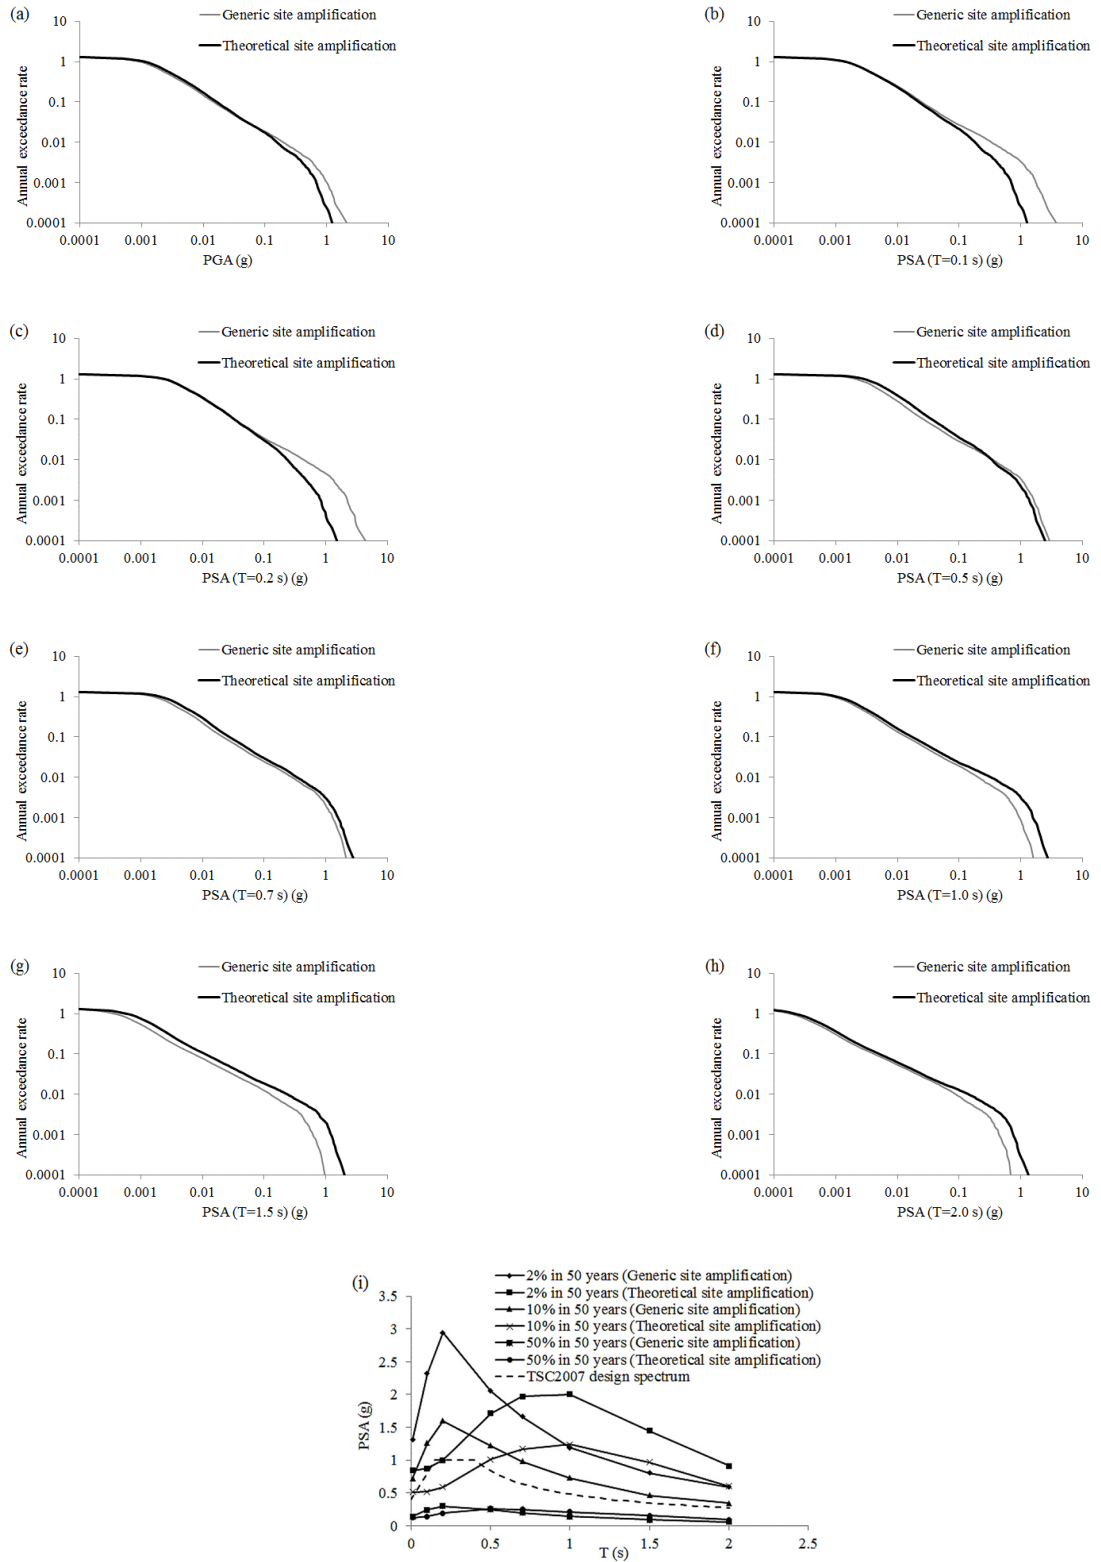 (a)
Generic site amplification
Theoretical site amplification
Annual exceedance rate
10
1
0.1
0.01
0.001
0.0001
0.0001 0.001 0.01 0.1 1 10
PGA (g)
(b)
Generic site amplification
Theoretical site amplification
Annual exceedance rate
10
1
0.1
0.01
0.001
0.0001
0.0001 0.001 0.01 0.1 1 10
PSA (T=0.1 s) (g)
(c)
Generic site amplification
Theoretical site amplification
Annual exceedance rate
10
1
0.1
0.01
0.001
0.0001
0.0001 0.001 0.01 0.1 1 10
PSA (T=0.2 s) (g)
(d)
Generic site amplification
Theoretical site amplification
Annual exceedance rate
10
1
0.1
0.01
0.001
0.0001
0.0001 0.001 0.01 0.1 1 10
PSA (T=0.5 s) (g)
(e)
Generic site amplification
Theoretical site amplification
Annual exceedance rate
10
1
0.1
0.01
0.001
0.0001
0.0001 0.001 0.01 0.1 1 10
PSA (T=0.7 s) (g)
(f)
Generic site amplification
Theoretical site amplification
Annual exceedance rate
10
1
0.1
0.01
0.001
0.0001
0.0001 0.001 0.01 0.1 1 10
PSA (T=1.0 s) (g)
(g)
Generic site amplification
Theoretical site amplification
Annual exceedance rate
10
1
0.1
0.01
0.001
0.0001
0.0001 0.001 0.01 0.1 1 10
PSA (T=1.5 s) (g)
(h)
Generic site amplification
Theoretical site amplification
Annual exceedance rate
10
1
0.1
0.01
0.001
0.0001
0.0001 0.001 0.01 0.1 1 10
PSA (T=2.0 s) (g)
(i)
2% in 50 years (Generic site amplification)
2% in 50 years (Theoretical site amplification)
10% in 50 years (Generic site amplification)
10% in 50 years (Theoretical site amplification)
50% in 50 years (Generic site amplification)
50% in 50 years (Theoretical site amplification)
TSC2007 design spectrum
PSA (g)
3.5
3
2.5
2
1.5
1
0.5
0
0 0.5 1 1.5 2 2.5
T (s)